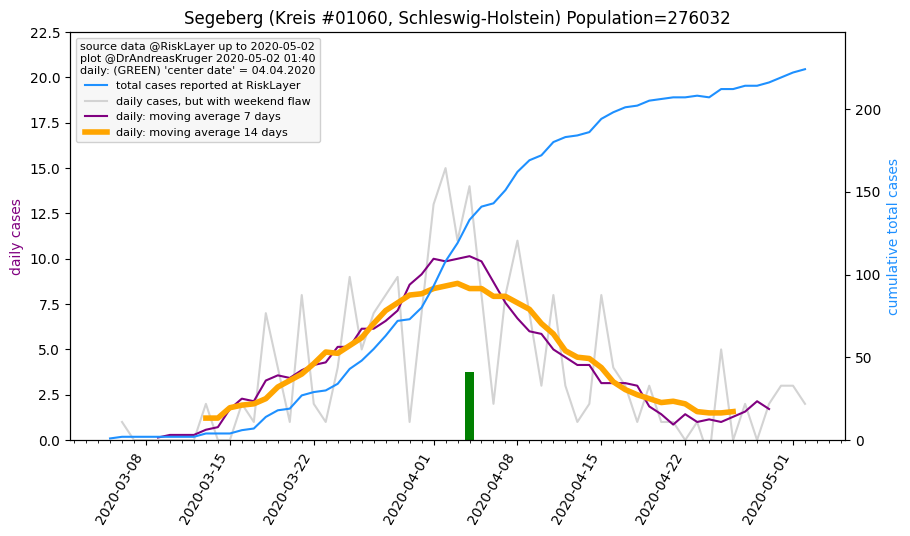 Segeberg (Kreis #01060, Schleswig-Holstein) Population=276032
source data @RiskLayer up to 2020-05-02
plot @DrAndreasKruger 2020-05-02 01:40
daily: (GREEN) 'center date' = 04.04.2020
total cases reported at RiskLayer
daily cases, but with weekend flaw
daily: moving average 7 days
daily: moving average 14 days
daily cases
22.5
20.0
17.5
15.0
12.5
10.0
7.5
5.0
2.5
0.0
cumulative total cases
200
150
100
50
0
2020-03-08
2020-03-15
2020-03-22
2020-04-01
2020-04-08
2020-04-15
2020-04-22
2020-05-01